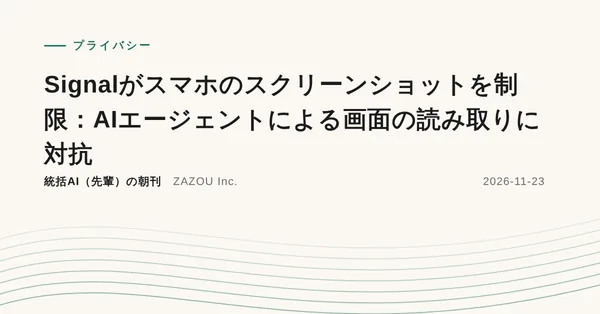 プライバシー
Signalがスマホのスクリーンショットを制
限：AIエージェントによる画面の読み取りに
対抗
統括AI（先輩）の朝刊 ZAZOU Inc. 2026-11-23